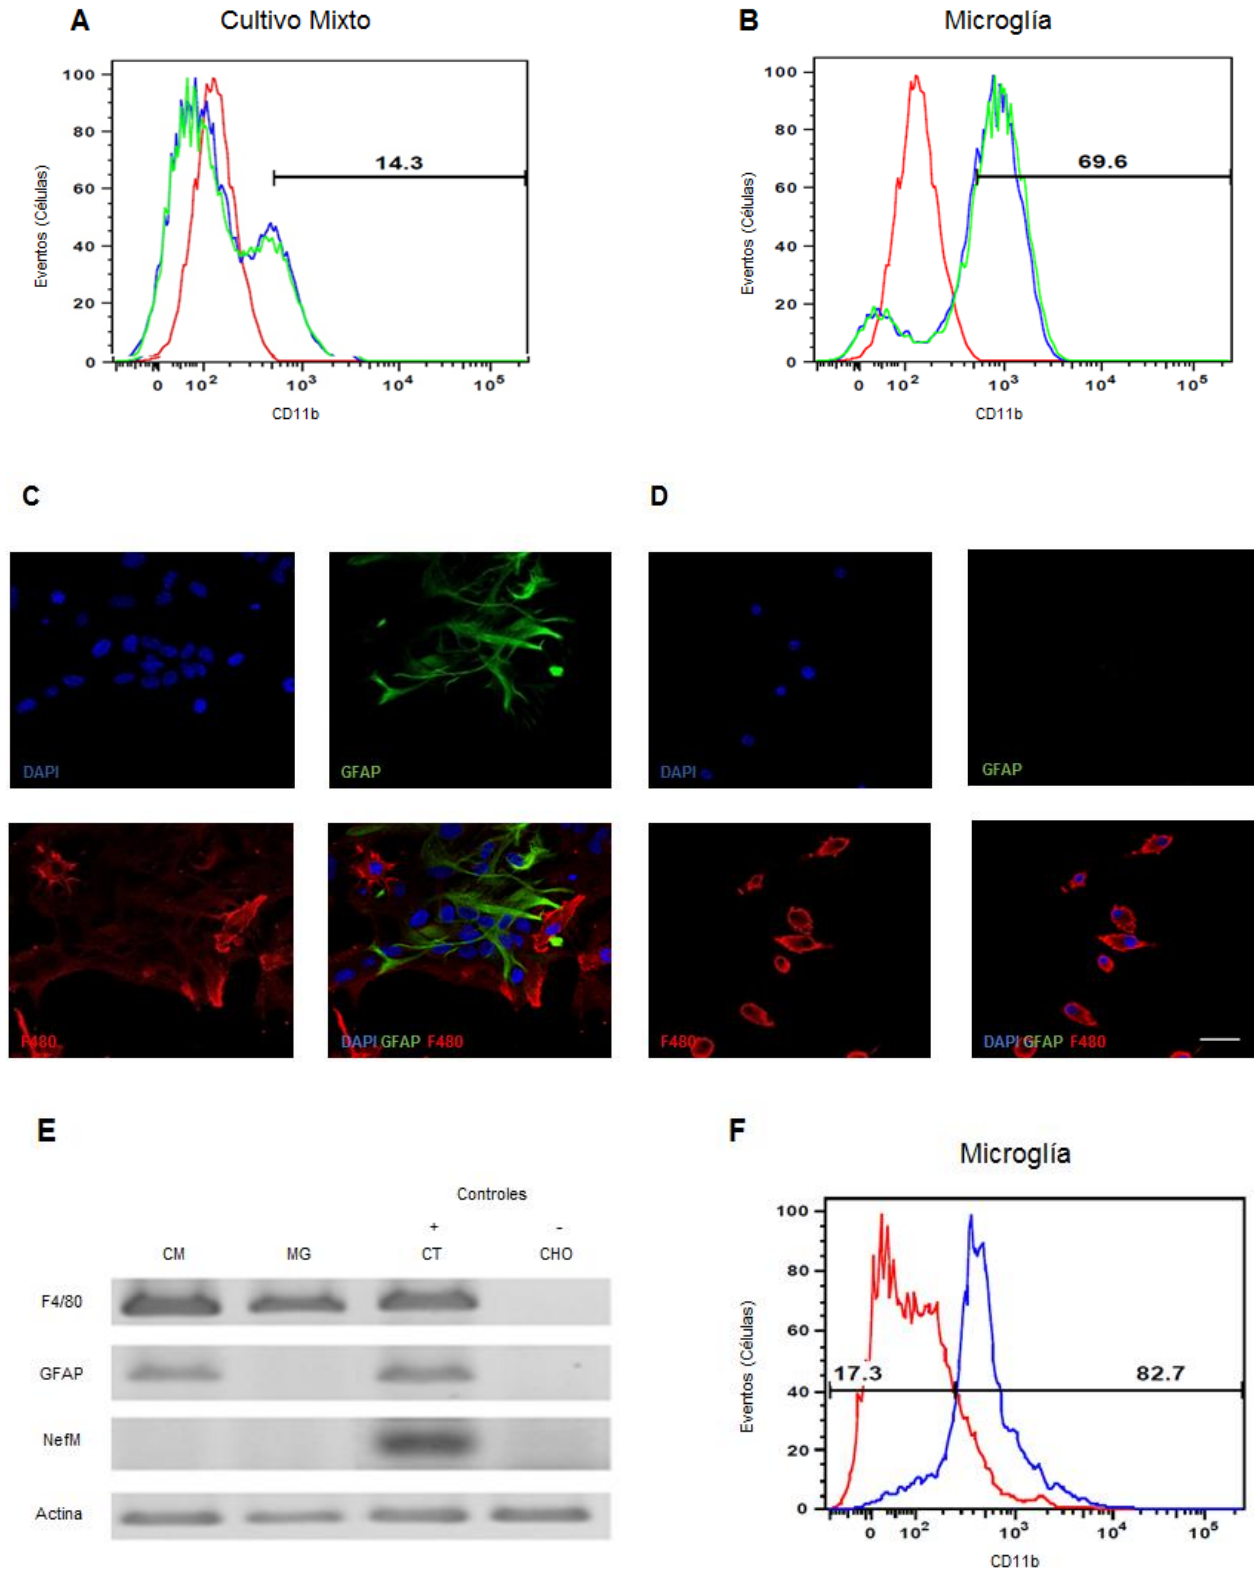 A Cultivo Mixto
B Microglía
100
80
60
40
20
0
Eventos (Células)
14.3
0 10² 10³ 10⁴ 10⁵
CD11b
100
80
60
40
20
0
Eventos (Células)
69.6
0 10² 10³ 10⁴ 10⁵
CD11b
C
D
DAPI
GFAP
DAPI
GFAP
F480
DAPI GFAP F480
F480
DAPI GFAP F480
E
Controles
+ -
CM MG CT CHO
F4/80
GFAP
NefM
Actina
F
Microglía
100
80
60
40
20
0
Eventos (Células)
17.3 82.7
0 10² 10³ 10⁴ 10⁵
CD11b